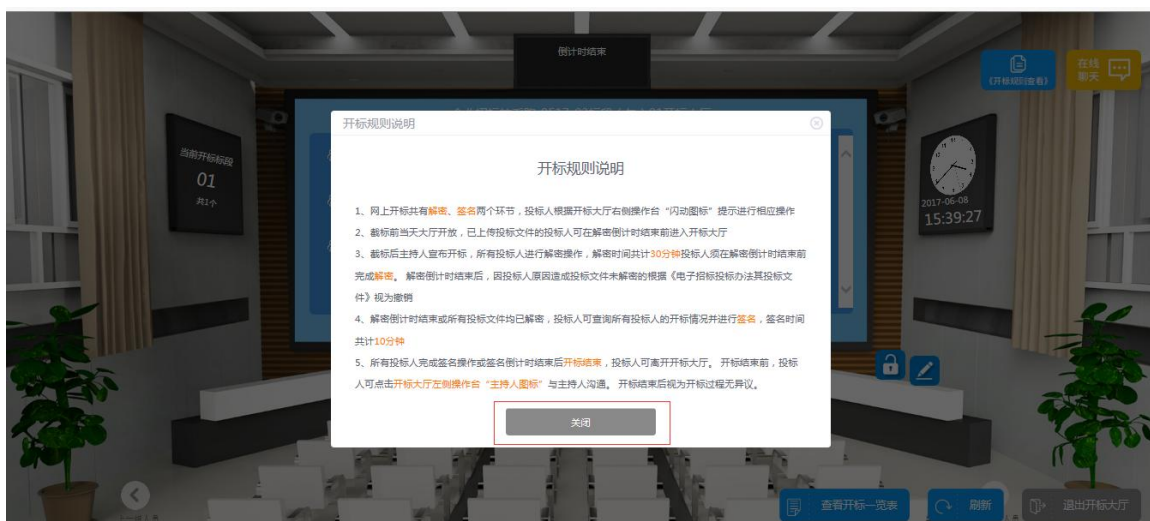 倒计时结束
《开标规则查看》
在线
聊天
当前开标标段
01
共1个
2017-06-08
15:39:27
开标规则说明
开标规则说明
1、网上开标共有解密、签名两个环节，投标人根据开标大厅右侧操作台“闪动图标”提示进行相应操作
2、截标前当天大厅开放，已上传投标文件的投标人可在解密倒计时结束前进入开标大厅
3、截标后主持人宣布开标，所有投标人进行解密操作，解密时间共计30分钟投标人须在解密倒计时结束前
完成解密。 解密倒计时结束后，因投标人原因造成投标文件未解密的根据《电子招标投标办法其投标文
件》视为撤销
4、解密倒计时结束或所有投标文件均已解密，投标人可查询所有投标人的开标情况并进行签名，签名时间
共计10分钟
5、所有投标人完成签名操作或签名倒计时结束后开标结束，投标人可离开开标大厅。 开标结束前，投标
人可点击开标大厅左侧操作台“主持人图标”与主持人沟通。 开标结束后视为开标过程无异议。
关闭
查看开标一览表
刷新
退出开标大厅